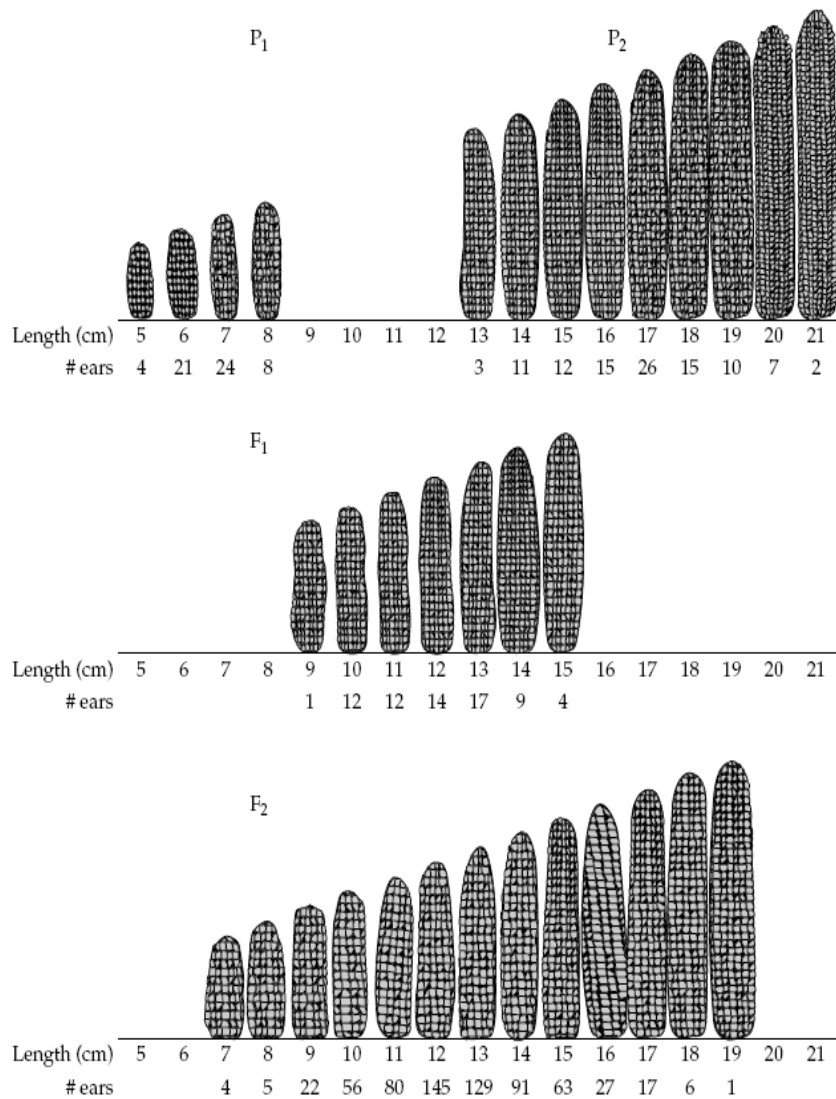 P1 P2
Length (cm) 5 6 7 8 9 10 11 12 13 14 15 16 17 18 19 20 21
# ears 4 21 24 8 3 11 12 15 26 15 10 7 2
F1
Length (cm) 5 6 7 8 9 10 11 12 13 14 15 16 17 18 19 20 21
# ears 1 12 12 14 17 9 4
F2
Length (cm) 5 6 7 8 9 10 11 12 13 14 15 16 17 18 19 20 21
# ears 4 5 22 56 80 145 129 91 63 27 17 6 1